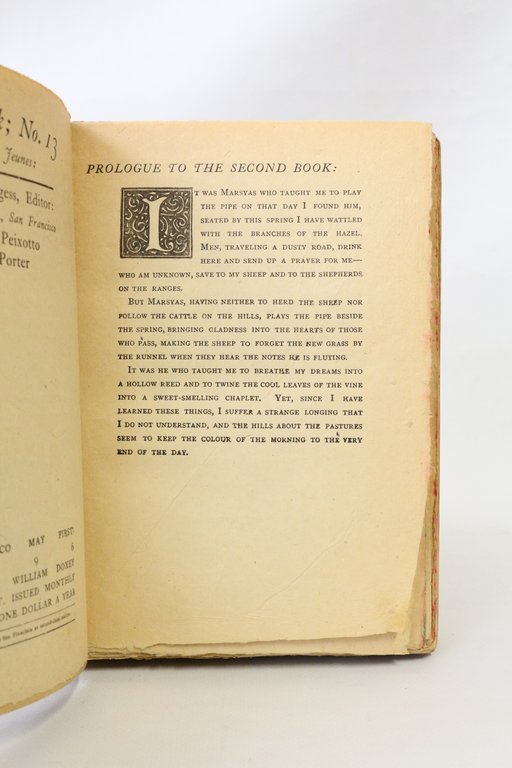 ; No. 13
Jeunes:
gess, Editor:
, San Francisco
Peixotto
Porter
CO MAY FIRST
9 6
WILLIAM DOXEY
. ISSUED MONTHLY
ONE DOLLAR A YEAR
PROLOGUE TO THE SECOND BOOK:
IT WAS MARSYAS WHO TAUGHT ME TO PLAY
THE PIPE ON THAT DAY I FOUND HIM,
SEATED BY THIS SPRING I HAVE WATTLED
WITH THE BRANCHES OF THE HAZEL.
MEN, TRAVELING A DUSTY ROAD, DRINK
HERE AND SEND UP A PRAYER FOR ME—
WHO AM UNKNOWN, SAVE TO MY SHEEP AND TO THE SHEPHERDS
ON THE RANGES.
BUT MARSYAS, HAVING NEITHER TO HERD THE SHEEP NOR
FOLLOW THE CATTLE ON THE HILLS, PLAYS THE PIPE BESIDE
THE SPRING, BRINGING GLADNESS INTO THE HEARTS OF THOSE
WHO PASS, MAKING THE SHEEP TO FORGET THE NEW GRASS BY
THE RUNNEL WHEN THEY HEAR THE NOTES HE IS FLUTING.
IT WAS HE WHO TAUGHT ME TO BREATHE MY DREAMS INTO
A HOLLOW REED AND TO TWINE THE COOL LEAVES OF THE VINE
INTO A SWEET-SMELLING CHAPLET. YET, SINCE I HAVE
LEARNED THESE THINGS, I SUFFER A STRANGE LONGING THAT
I DO NOT UNDERSTAND, AND THE HILLS ABOUT THE PASTURES
SEEM TO KEEP THE COLOUR OF THE MORNING TO THE VERY
END OF THE DAY.